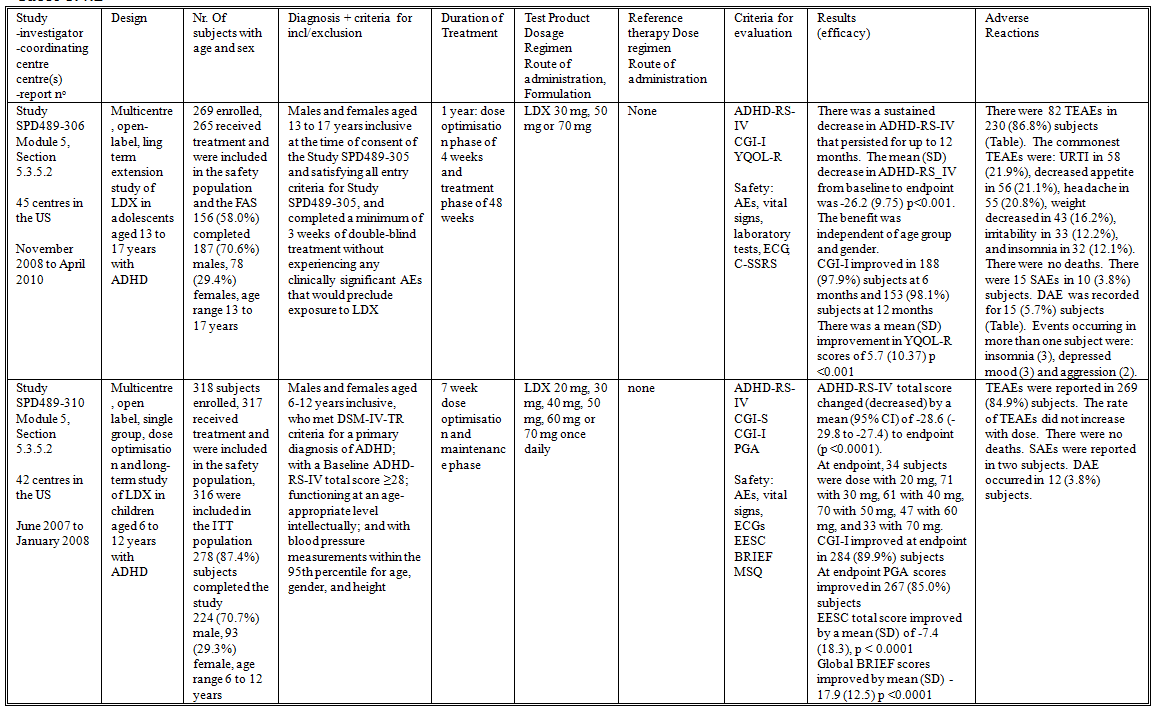 Study
-investigator
-coordinating
centre
centre(s)
-report nº
Design
Nr. Of
subjects with
age and sex
Diagnosis + criteria for
incl/exclusion
Duration of
Treatment
Test Product
Dosage
Regimen
Route of
administration,
Formulation
Reference
therapy Dose
regimen
Route of
administration
Criteria for
evaluation
Results
(efficacy)
Adverse
Reactions
Study
SPD489-306
Module 5,
Section
5.3.5.2
45 centres in
the US
November
2008 to April
2010
Multicentre
, open-
label, ling
term
extension
study of
LDX in
adolescents
aged 13 to
17 years
with
ADHD
269 enrolled,
265 received
treatment and
were included
in the safety
population
and the FAS
156 (58.0%)
completed
187 (70.6%)
males, 78
(29.4%)
females, age
range 13 to
17 years
Males and females aged
13 to 17 years inclusive
at the time of consent of
the Study SPD489-305
and satisfying all entry
criteria for Study
SPD489-305, and
completed a minimum of
3 weeks of double-blind
treatment without
experiencing any
clinically significant AEs
that would preclude
exposure to LDX
1 year: dose
optimisatio
n phase of
4 weeks
and
treatment
phase of 48
weeks
LDX 30 mg, 50
mg or 70 mg
None
ADHD-RS-
IV
CGI-I
YQOL-R
Safety:
AEs, vital
signs,
laboratory
tests, ECG,
C-SSRS
There was a sustained
decrease in ADHD-RS-IV
that persisted for up to 12
months. The mean (SD)
decrease in ADHD-RS_IV
from baseline to endpoint
was -26.2 (9.75) p<0.001.
The benefit was
independent of age group
and gender.
CGI-I improved in 188
(97.9%) subjects at 6
months and 153 (98.1%)
subjects at 12 months
There was a mean (SD)
improvement in YQOL-R
scores of 5.7 (10.37) p
<0.001
There were 82 TEAEs in
230 (86.8%) subjects
(Table). The commonest
TEAEs were: URTI in 58
(21.9%), decreased appetite
in 56 (21.1%), headache in
55 (20.8%), weight
decreased in 43 (16.2%),
irritability in 33 (12.2%),
and insomnia in 32 (12.1%).
There were no deaths. There
were 15 SAEs in 10 (3.8%)
subjects. DAE was recorded
for 15 (5.7%) subjects
(Table). Events occurring in
more than one subject were:
insomnia (3), depressed
mood (3) and aggression (2).
Study
SPD489-310
Module 5,
Section
5.3.5.2
42 centres in
the US
June 2007 to
January 2008
Multicentre
, open
label, single
group, dose
optimisatio
n and long-
term study
of LDX in
children
aged 6 to
12 years
with
ADHD
318 subjects
enrolled, 317
received
treatment and
were included
in the safety
population,
316 were
included in
the ITT
population
278 (87.4%)
subjects
completed the
study
224 (70.7%)
male, 93
(29.3%)
female, age
range 6 to 12
years
Males and females aged
6-12 years inclusive,
who met DSM-IV-TR
criteria for a primary
diagnosis of ADHD;
with a Baseline ADHD-
RS-IV total score ≥28;
functioning at an age-
appropriate level
intellectually; and with
blood pressure
measurements within the
95th percentile for age,
gender, and height
7 week
dose
optimisatio
n and
maintenanc
e phase
LDX 20 mg, 30
mg, 40 mg, 50
mg, 60 mg or
70 mg once
daily
none
ADHD-RS-
IV
CGI-S
CGI-I
PGA
Safety:
AEs, vital
signs,
ECGs
EESC
BRIEF
MSQ
ADHD-RS-IV total score
changed (decreased) by a
mean (95% CI) of -28.6 (-
29.8 to -27.4) to endpoint
(p <0.0001).
At endpoint, 34 subjects
were dose with 20 mg, 71
with 30 mg, 61 with 40 mg,
70 with 50 mg, 47 with 60
mg, and 33 with 70 mg.
CGI-I improved at endpoint
in 284 (89.9%) subjects
At endpoint PGA scores
improved in 267 (85.0%)
subjects
EESC total score improved
by a mean (SD) of -7.4
(18.3), p < 0.0001
Global BRIEF scores
improved by mean (SD) -
17.9 (12.5) p <0.0001
TEAEs were reported in 269
(84.9%) subjects. The rate
of TEAEs did not increase
with dose. There were no
deaths. SAEs were reported
in two subjects. DAE
occurred in 12 (3.8%)
subjects.